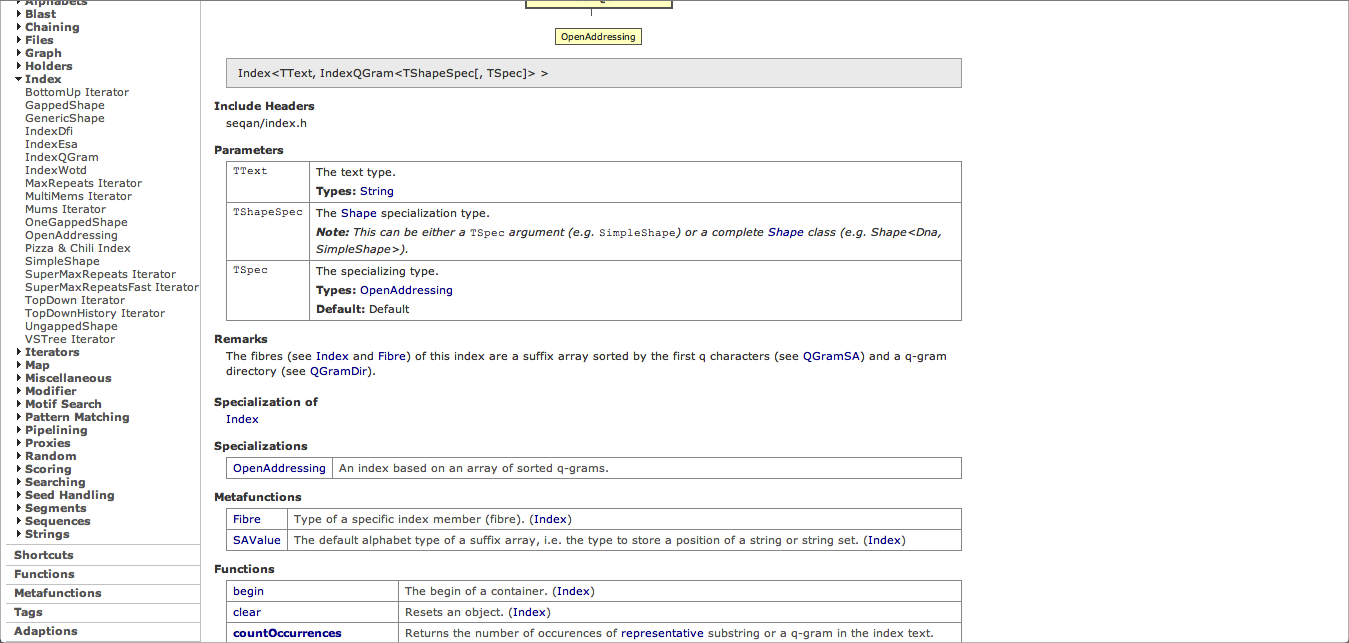 Alphabets
Blast
Chaining
Files
Graph
Holders
Index
BottomUp Iterator
GappedShape
GenericShape
IndexDfi
IndexEsa
IndexQGram
IndexWotd
MaxRepeats Iterator
MultiMems Iterator
Mums Iterator
OneGappedShape
OpenAddressing
Pizza & Chili Index
SimpleShape
SuperMaxRepeats Iterator
SuperMaxRepeatsFast Iterator
TopDown Iterator
TopDownHistory Iterator
UngappedShape
VSTree Iterator
Iterators
Map
Miscellaneous
Modifier
Motif Search
Pattern Matching
Pipelining
Proxies
Random
Scoring
Searching
Seed Handling
Segments
Sequences
Strings
Shortcuts
Functions
Metafunctions
Tags
Adaptions
OpenAddressing
Index<TText, IndexQGram<TShapeSpec[, TSpec]> >
Include Headers
seqan/index.h
Parameters
TText The text type.
Types: String
TShapeSpec The Shape specialization type.
Note: This can be either a TSpec argument (e.g. SimpleShape) or a complete Shape class (e.g. Shape<Dna,
SimpleShape>).
TSpec The specializing type.
Types: OpenAddressing
Default: Default
Remarks
The fibres (see Index and Fibre) of this index are a suffix array sorted by the first q characters (see QGramSA) and a q-gram
directory (see QGramDir).
Specialization of
Index
Specializations
OpenAddressing An index based on an array of sorted q-grams.
Metafunctions
Fibre Type of a specific index member (fibre). (Index)
SAValue The default alphabet type of a suffix array, i.e. the type to store a position of a string or string set. (Index)
Functions
begin The begin of a container. (Index)
clear Resets an object. (Index)
countOccurrences Returns the number of occurences of representative substring or a q-gram in the index text.